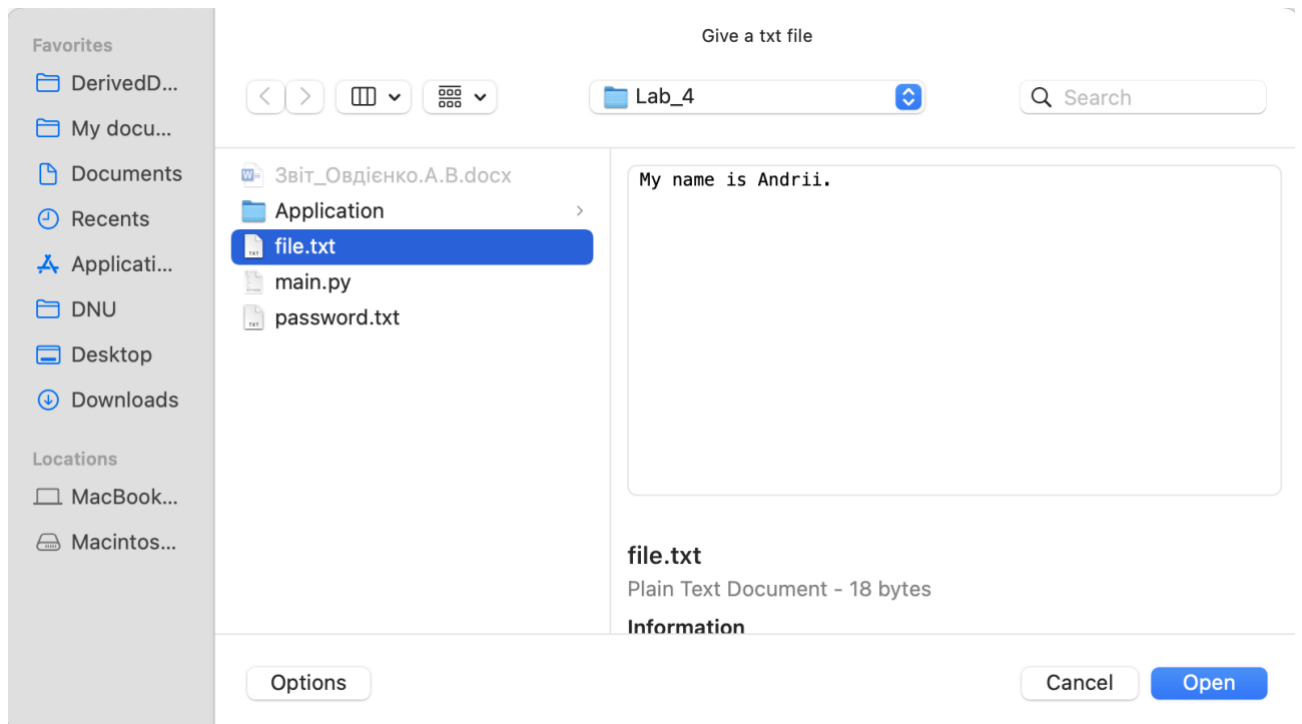 Give a txt file
Favorites
DerivedD...
My docu...
Documents
Recents
Applicati...
DNU
Desktop
Downloads
Locations
MacBook...
Macintos...
Lab_4
Search
Звіт_Овдієнко.А.В.docx
Application
file.txt
main.py
password.txt
My name is Andrii.
file.txt
Plain Text Document - 18 bytes
Information
Options
Cancel
Open